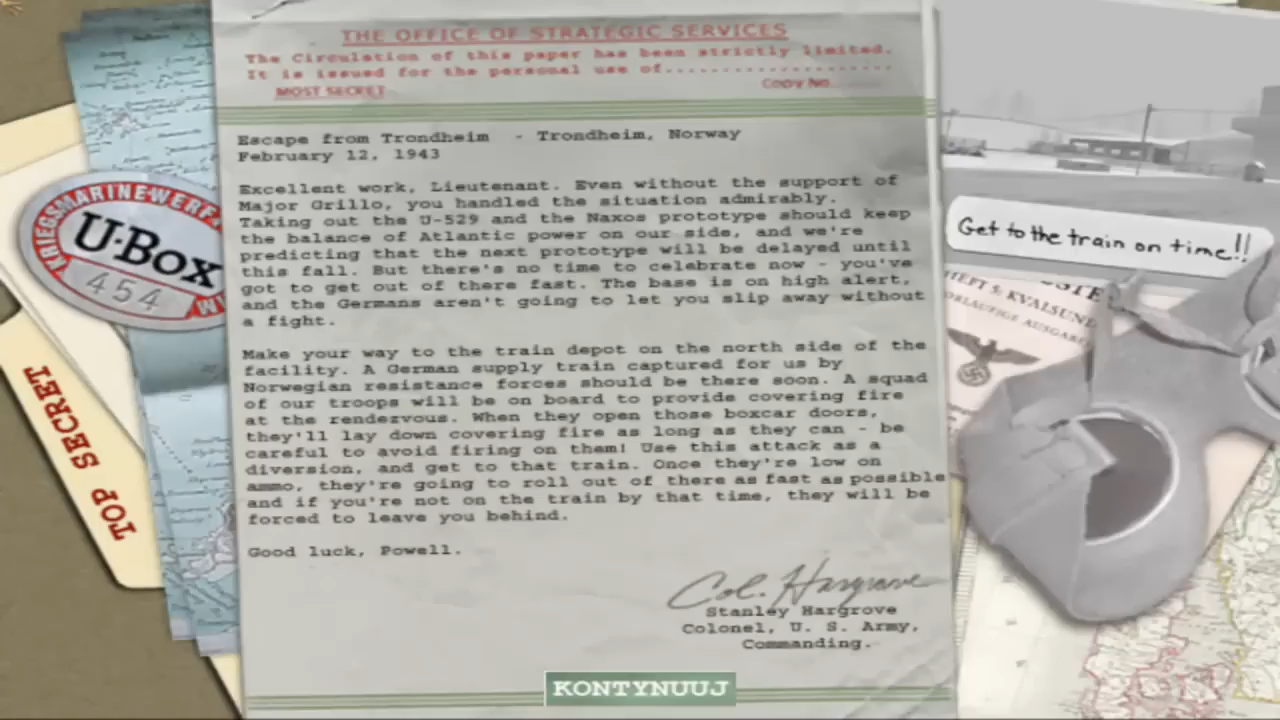 THE OFFICE OF STRATEGIC SERVICES
The Circulation of this paper has been strictly limited.
It is issued for the personal use of....................
MOST SECRET
Copy No.
Escape from Trondheim - Trondheim, Norway
February 12, 1943
Excellent work, Lieutenant. Even without the support of
Major Grillo, you handled the situation admirably.
Taking out the U-529 and the Naxos prototype should keep
the balance of Atlantic power on our side, and we're
predicting that the next prototype will be delayed until
this fall. But there's no time to celebrate now - you've
got to get out of there fast. The base is on high alert,
and the Germans aren't going to let you slip away without
a fight.
Make your way to the train depot on the north side of the
facility. A German supply train captured for us by
Norwegian resistance forces should be there soon. A squad
of our troops will be on board to provide covering fire
at the rendezvous. When they open those boxcar doors,
they'll lay down covering fire as long as they can - be
careful to avoid firing on them! Use this attack as a
diversion, and get to that train. Once they're low on
ammo, they're going to roll out of there as fast as possible
and if you're not on the train by that time, they will be
forced to leave you behind.
Good luck, Powell.
Col. Hargrove
Stanley Hargrove
Colonel, U. S. Army,
Commanding.
KONTYNUUJ
KRIEGSMARINE-WERFA
U-Box
454
TOP SECRET
Get to the train on time!!
HEFT 5: KVALSUND